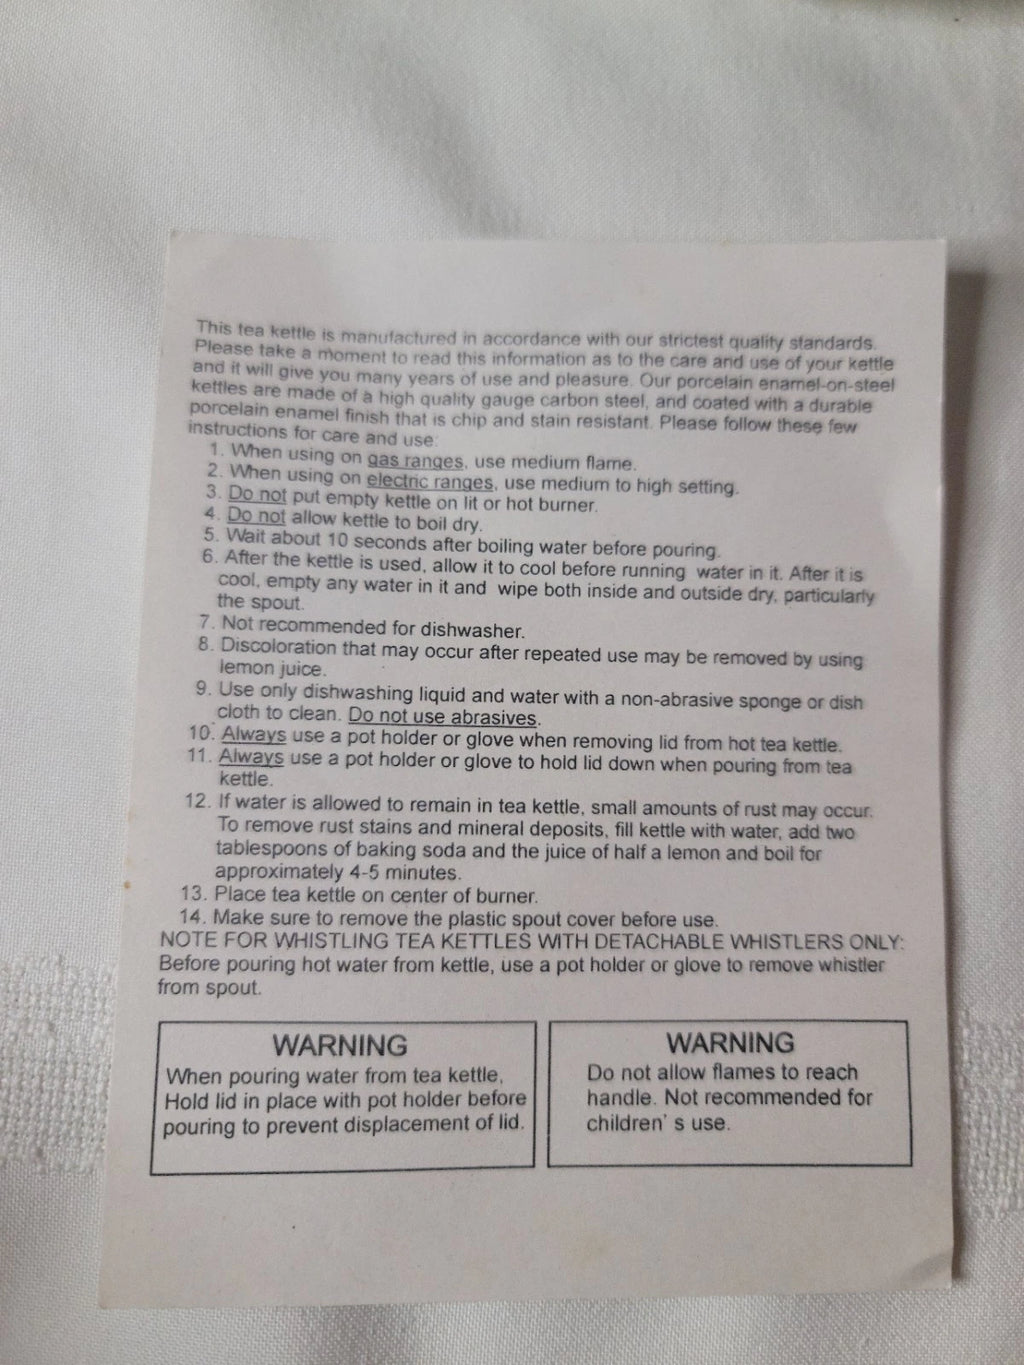 This tea kettle is manufactured in accordance with our strictest quality standards.
Please take a moment to read this information as to the care and use of your kettle
and it will give you many years of use and pleasure. Our porcelain enamel-on-steel
kettles are made of a high quality gauge carbon steel, and coated with a durable
porcelain enamel finish that is chip and stain resistant. Please follow these few
instructions for care and use:
1. When using on gas ranges, use medium flame.
2. When using on electric ranges, use medium to high setting.
3. Do not put empty kettle on lit or hot burner.
4. Do not allow kettle to boil dry.
5. Wait about 10 seconds after boiling water before pouring.
6. After the kettle is used, allow it to cool before running water in it. After it is
cool, empty any water in it and wipe both inside and outside dry, particularly
the spout.
7. Not recommended for dishwasher.
8. Discoloration that may occur after repeated use may be removed by using
lemon juice.
9. Use only dishwashing liquid and water with a non-abrasive sponge or dish
cloth to clean. Do not use abrasives.
10. Always use a pot holder or glove when removing lid from hot tea kettle.
11. Always use a pot holder or glove to hold lid down when pouring from tea
kettle.
12. If water is allowed to remain in tea kettle, small amounts of rust may occur.
To remove rust stains and mineral deposits, fill kettle with water, add two
tablespoons of baking soda and the juice of half a lemon and boil for
approximately 4-5 minutes.
13. Place tea kettle on center of burner.
14. Make sure to remove the plastic spout cover before use.
NOTE FOR WHISTLING TEA KETTLES WITH DETACHABLE WHISTLERS ONLY:
Before pouring hot water from kettle, use a pot holder or glove to remove whistler
from spout.
WARNING
When pouring water from tea kettle,
Hold lid in place with pot holder before
pouring to prevent displacement of lid.
WARNING
Do not allow flames to reach
handle. Not recommended for
children' s use.